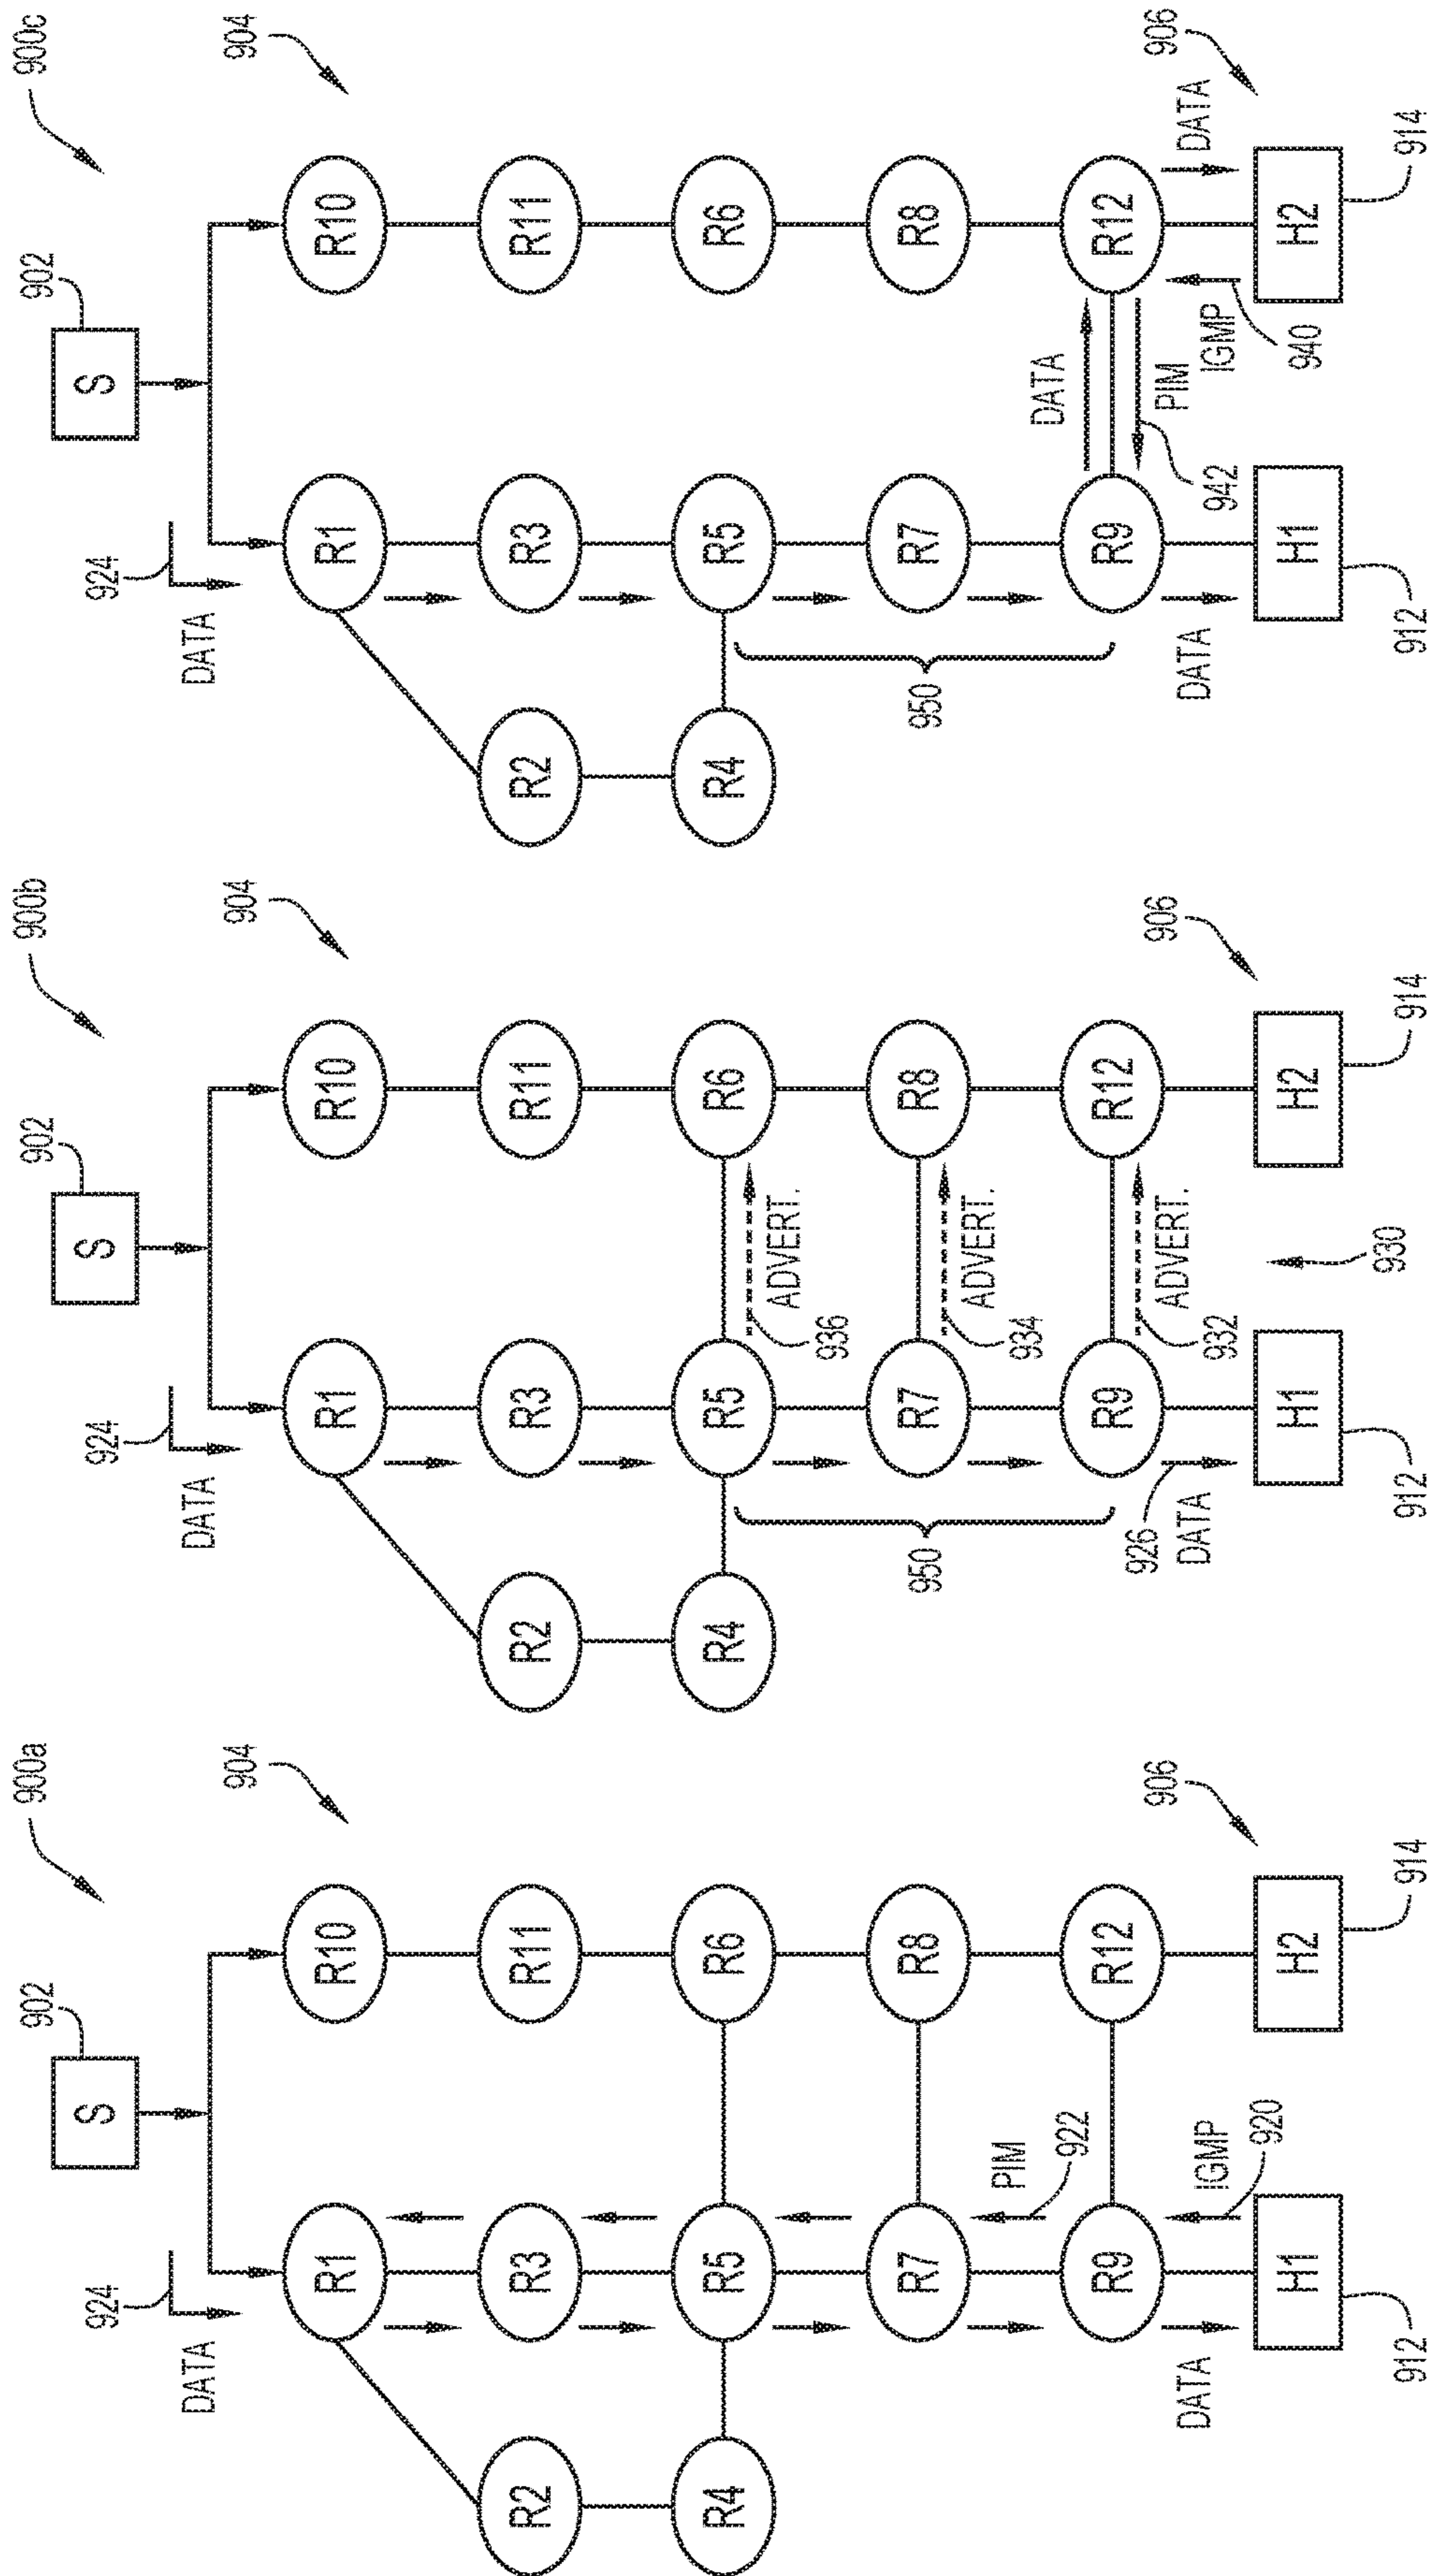 900a
902
S
904
924
DATA
R1
R10
R2
R3
R11
R4
R5
R6
PIM
922
R7
R8
R9
R12
IGMP
920
DATA
906
H1
H2
912
914
900b
902
S
904
924
DATA
R1
R10
R2
R3
R11
R4
R5
R6
936
ADVERT.
950
R7
R8
934
ADVERT.
R9
R12
932
ADVERT.
926
DATA
906
H1
H2
930
912
914
900c
902
S
904
924
DATA
R1
R10
R2
R3
R11
R4
R5
R6
950
R7
R8
DATA
R9
R12
PIM
942
IGMP
940
DATA
DATA
906
H1
H2
912
914